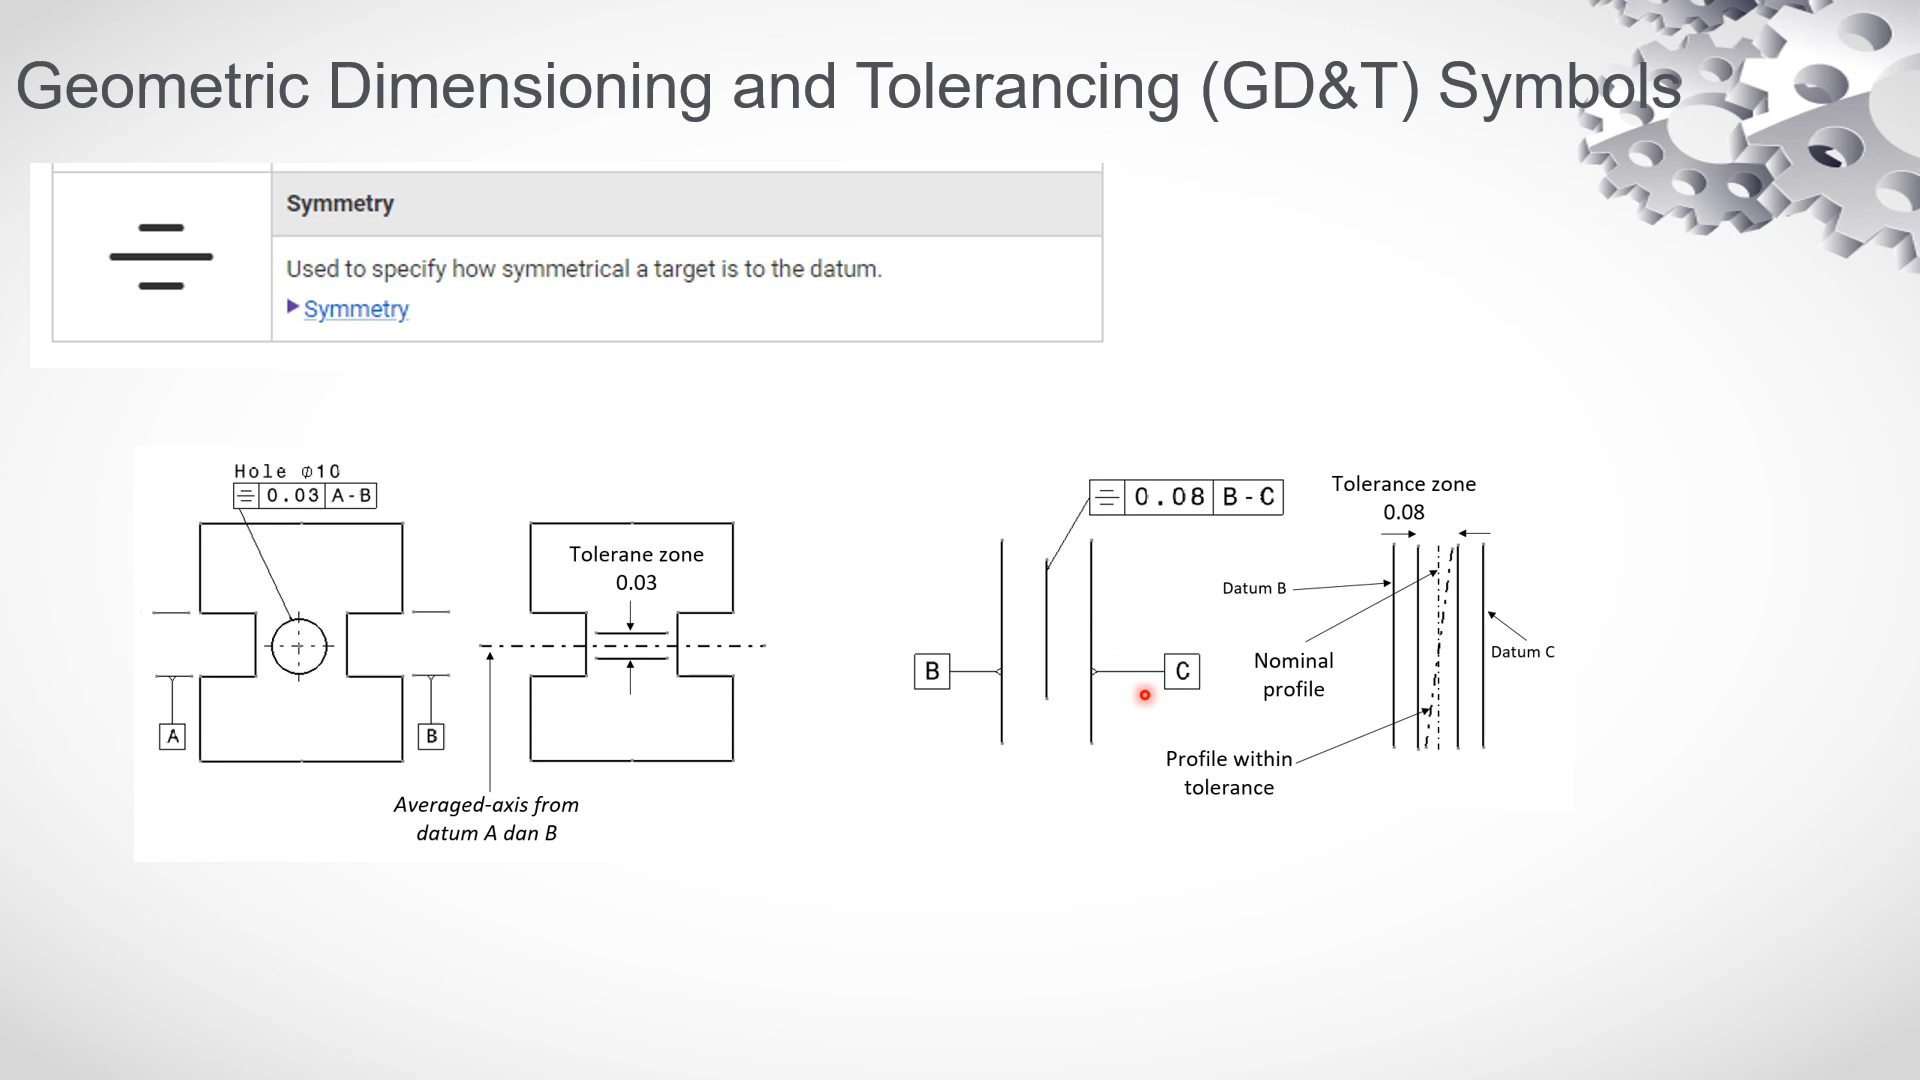 Geometric Dimensioning and Tolerancing (GD&T) Symbols
Symmetry
Used to specify how symmetrical a target is to the datum.
Symmetry
Hole ⌀10
⌯ 0.03 A-B
A
B
Tolerane zone
0.03
Averaged-axis from
datum A dan B
⌯ 0.08 B-C
B
C
Tolerance zone
0.08
Datum B
Datum C
Nominal
profile
Profile within
tolerance